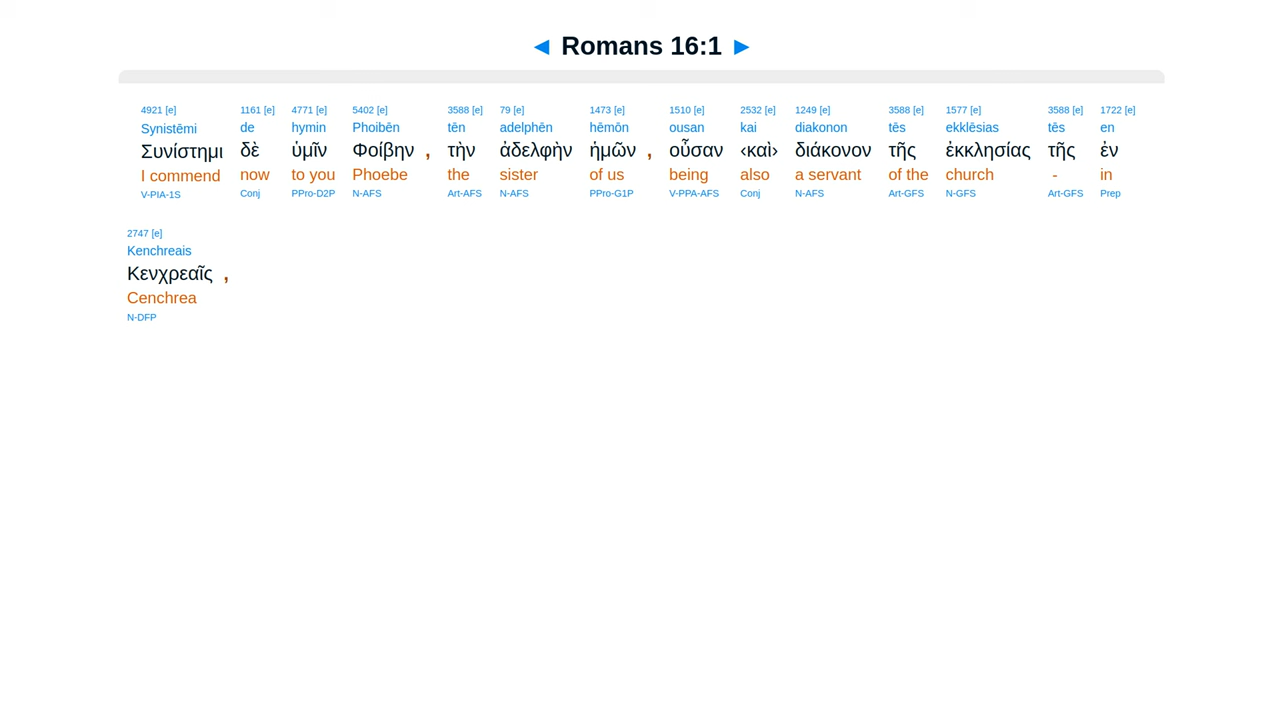 ◄ Romans 16:1 ►
4921 [e] 1161 [e] 4771 [e] 5402 [e] 3588 [e] 79 [e] 1473 [e] 1510 [e] 2532 [e] 1249 [e] 3588 [e] 1577 [e] 3588 [e] 1722 [e]
Synistēmi de hymin Phoibēn tēn adelphēn hēmōn ousan kai diakonon tēs ekklēsias tēs en
Συνίστημι δὲ ὑμῖν Φοίβην , τὴν ἀδελφὴν ἡμῶν , οὖσαν ‹καὶ› διάκονον τῆς ἐκκλησίας τῆς ἐν
I commend now to you Phoebe the sister of us being also a servant of the church - in
V-PIA-1S Conj PPro-D2P N-AFS Art-AFS N-AFS PPro-G1P V-PPA-AFS Conj N-AFS Art-GFS N-GFS Art-GFS Prep
2747 [e]
Kenchreais
Κενχρεαῖς ,
Cenchrea
N-DFP